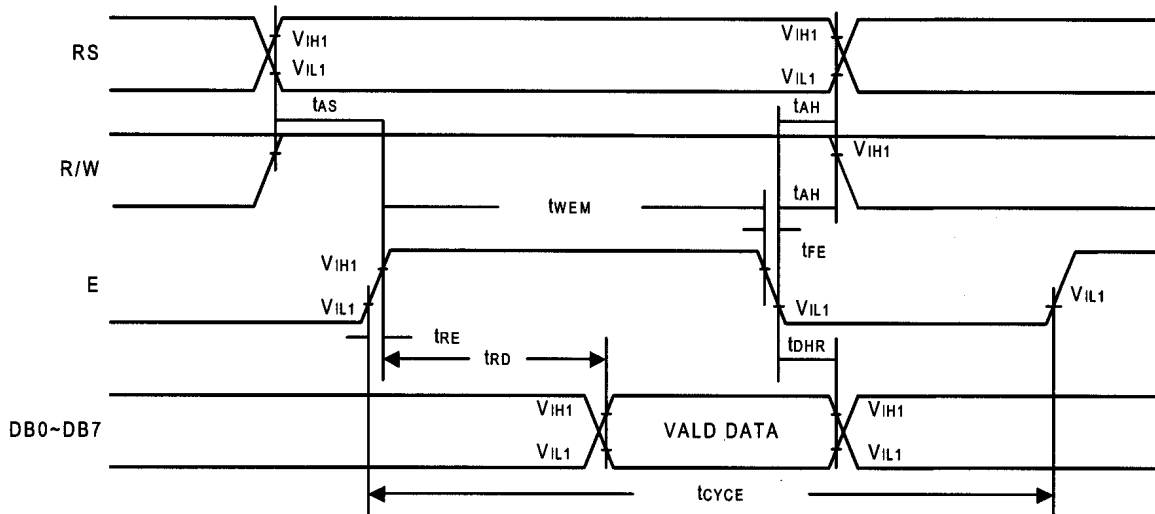 RS
VIH1
VIL1
VIH1
VIL1
tAS
tAH
R/W
VIH1
tWEM
tAH
tFE
E
VIH1
VIL1
VIL1
VIL1
tRE
tRD
tDHR
DB0~DB7
VIH1
VIL1
VALD DATA
VIH1
VIL1
tCYCE